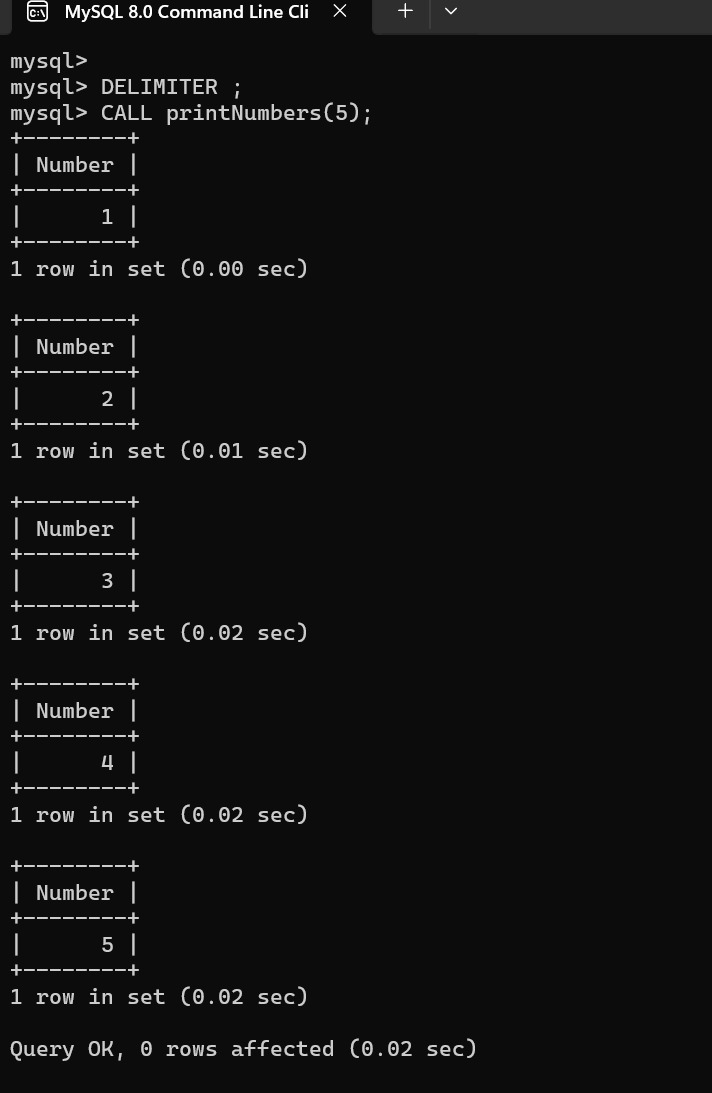 MySQL 8.0 Command Line Cli
mysql>
mysql> DELIMITER ;
mysql> CALL printNumbers(5);
+--------+
| Number |
+--------+
|      1 |
+--------+
1 row in set (0.00 sec)

+--------+
| Number |
+--------+
|      2 |
+--------+
1 row in set (0.01 sec)

+--------+
| Number |
+--------+
|      3 |
+--------+
1 row in set (0.02 sec)

+--------+
| Number |
+--------+
|      4 |
+--------+
1 row in set (0.02 sec)

+--------+
| Number |
+--------+
|      5 |
+--------+
1 row in set (0.02 sec)

Query OK, 0 rows affected (0.02 sec)